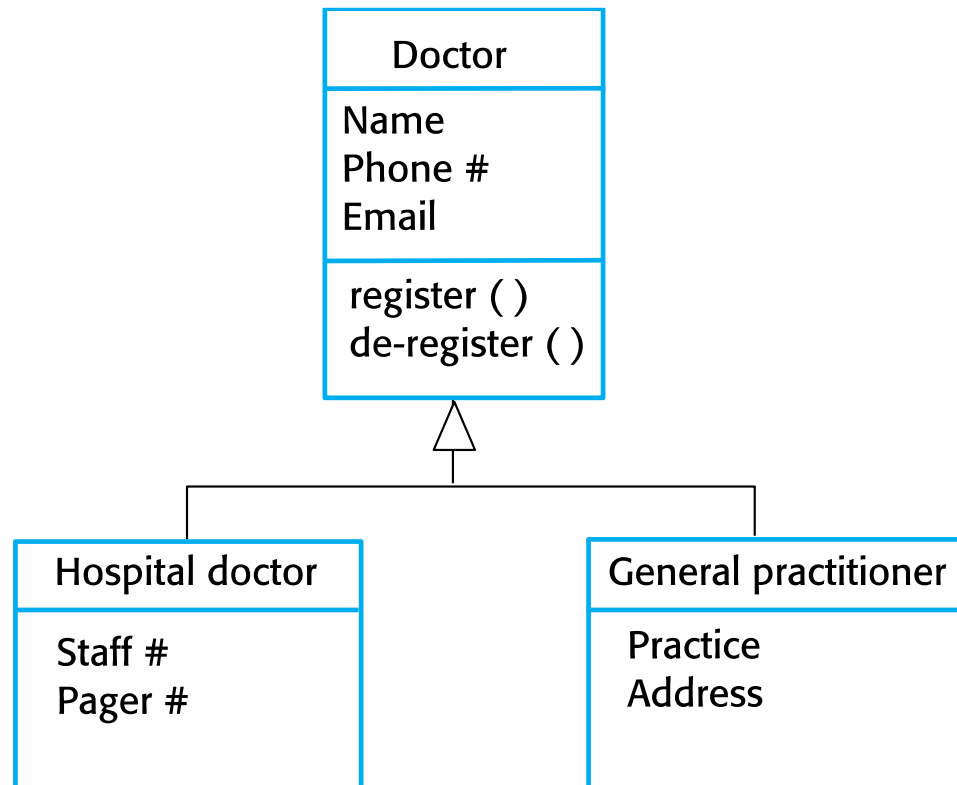 Doctor
Name
Phone #
Email
register ( )
de-register ( )
Hospital doctor
Staff #
Pager #
General practitioner
Practice
Address